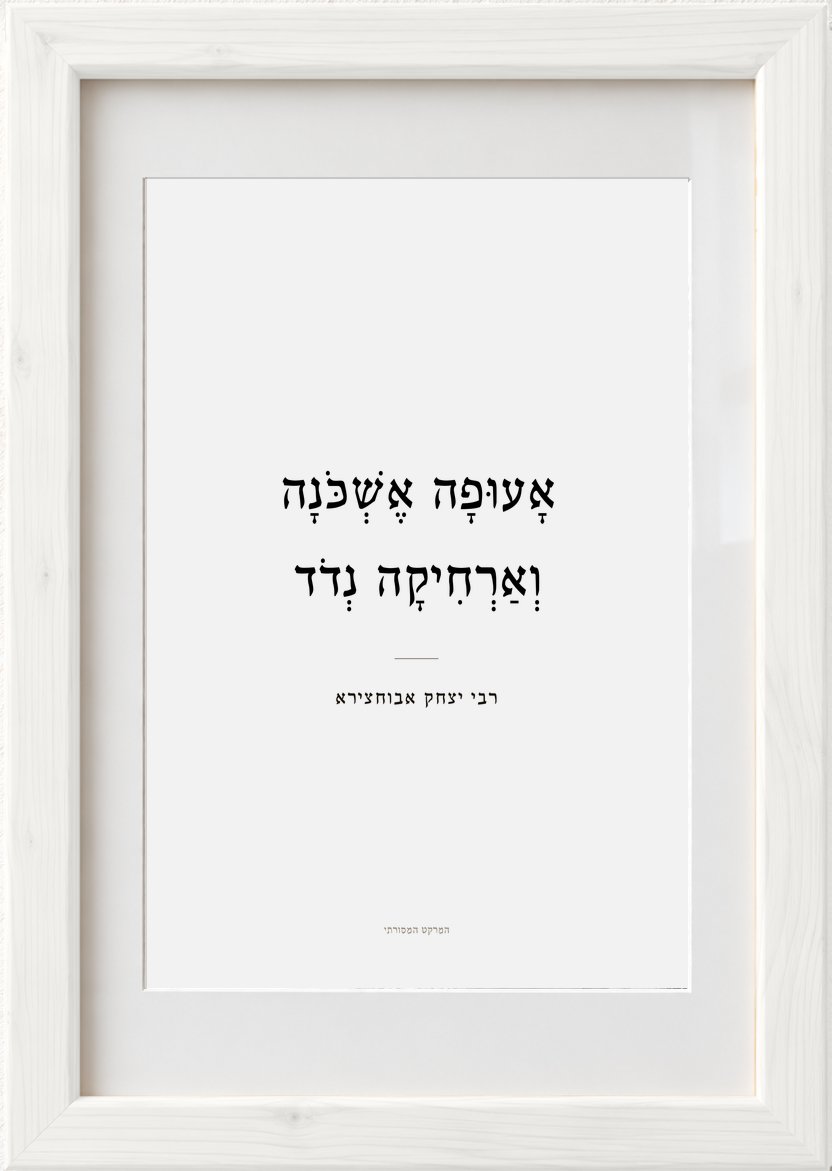 אָעוּפָה אֶשְׁכֹּנָה
וְאַרְחִיקָה נְדֹד
רבי יצחק אבוחצירא
המרקט המסורתי